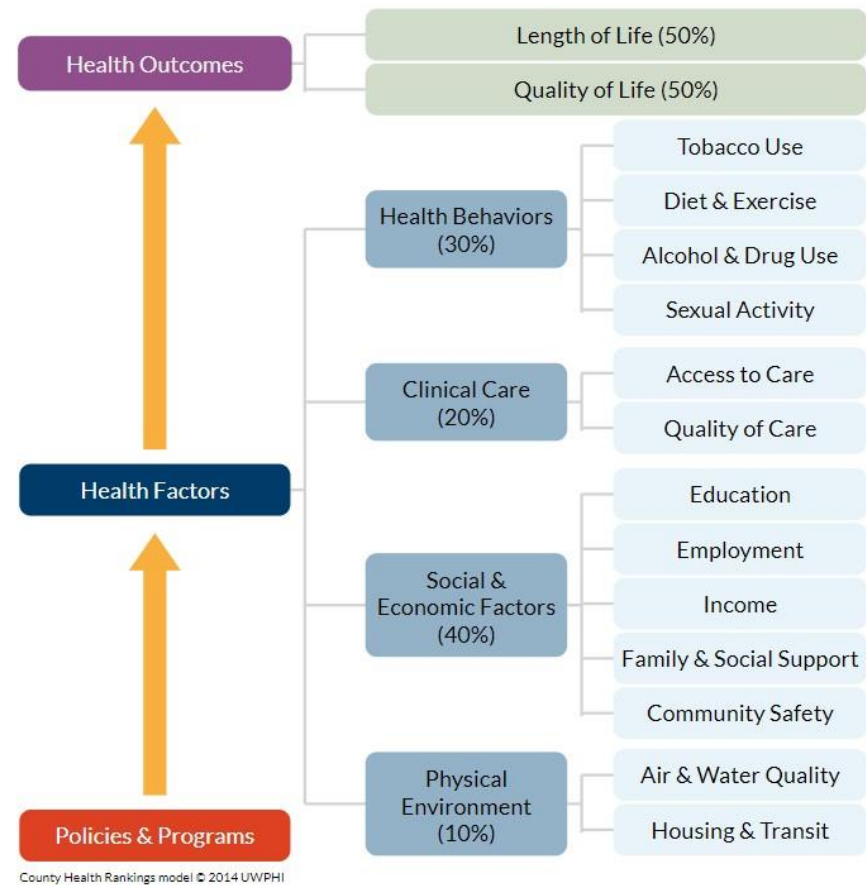 Health Outcomes
Length of Life (50%)
Quality of Life (50%)
Health Factors
Health Behaviors
(30%)
Tobacco Use
Diet & Exercise
Alcohol & Drug Use
Sexual Activity
Clinical Care
(20%)
Access to Care
Quality of Care
Social &
Economic Factors
(40%)
Education
Employment
Income
Family & Social Support
Community Safety
Physical
Environment
(10%)
Air & Water Quality
Housing & Transit
Policies & Programs
County Health Rankings model © 2014 UWPHI